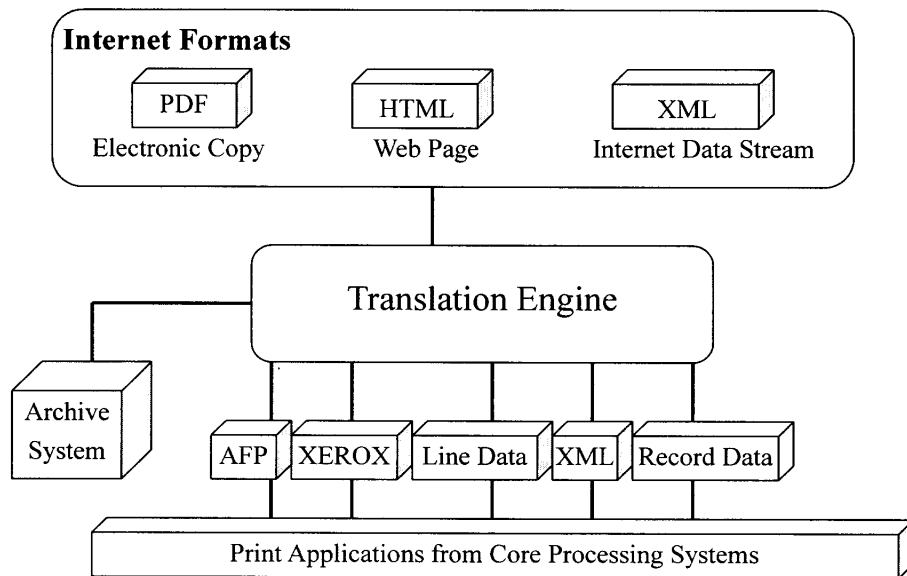 Internet Formats
PDF
HTML
XML
Electronic Copy
Web Page
Internet Data Stream
Translation Engine
Archive
System
AFP
XEROX
Line Data
XML
Record Data
Print Applications from Core Processing Systems